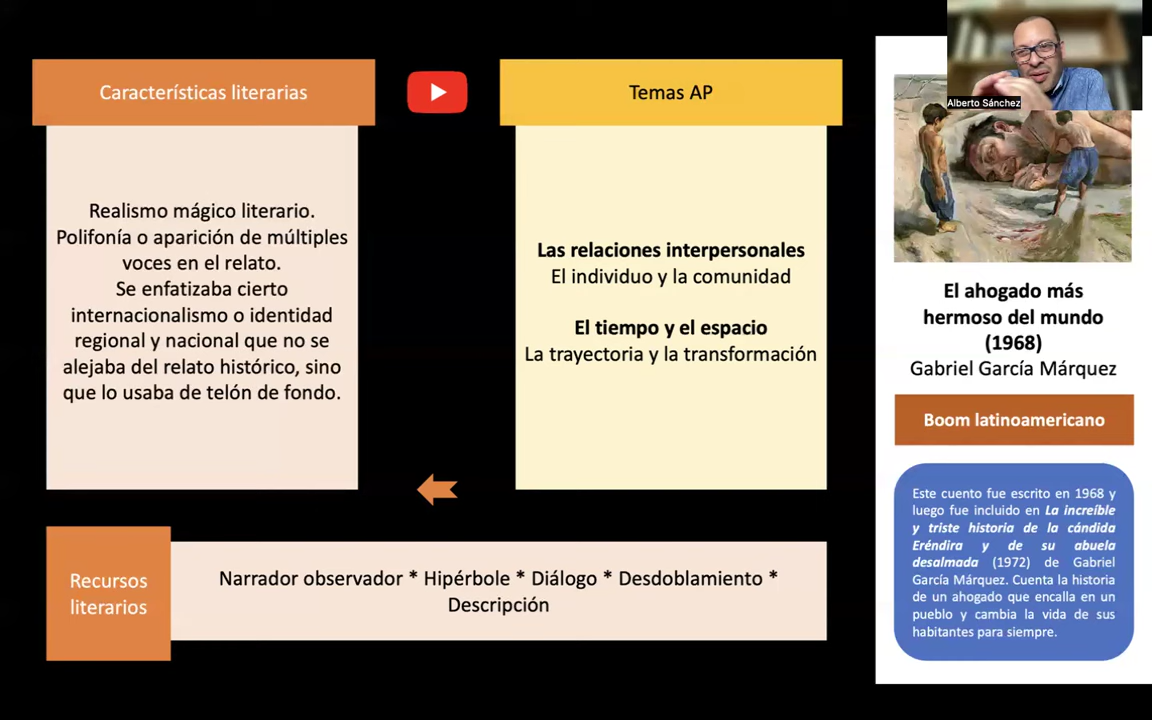 Características literarias
Realismo mágico literario.
Polifonía o aparición de múltiples
voces en el relato.
Se enfatizaba cierto
internacionalismo o identidad
regional y nacional que no se
alejaba del relato histórico, sino
que lo usaba de telón de fondo.
Temas AP
Las relaciones interpersonales
El individuo y la comunidad
El tiempo y el espacio
La trayectoria y la transformación
Recursos
literarios
Narrador observador * Hipérbole * Diálogo * Desdoblamiento *
Descripción
Alberto Sánchez
El ahogado más
hermoso del mundo
(1968)
Gabriel García Márquez
Boom latinoamericano
Este cuento fue escrito en 1968 y
luego fue incluido en La increíble
y triste historia de la cándida
Eréndira y de su abuela
desalmada (1972) de Gabriel
García Márquez. Cuenta la historia
de un ahogado que encalla en un
pueblo y cambia la vida de sus
habitantes para siempre.